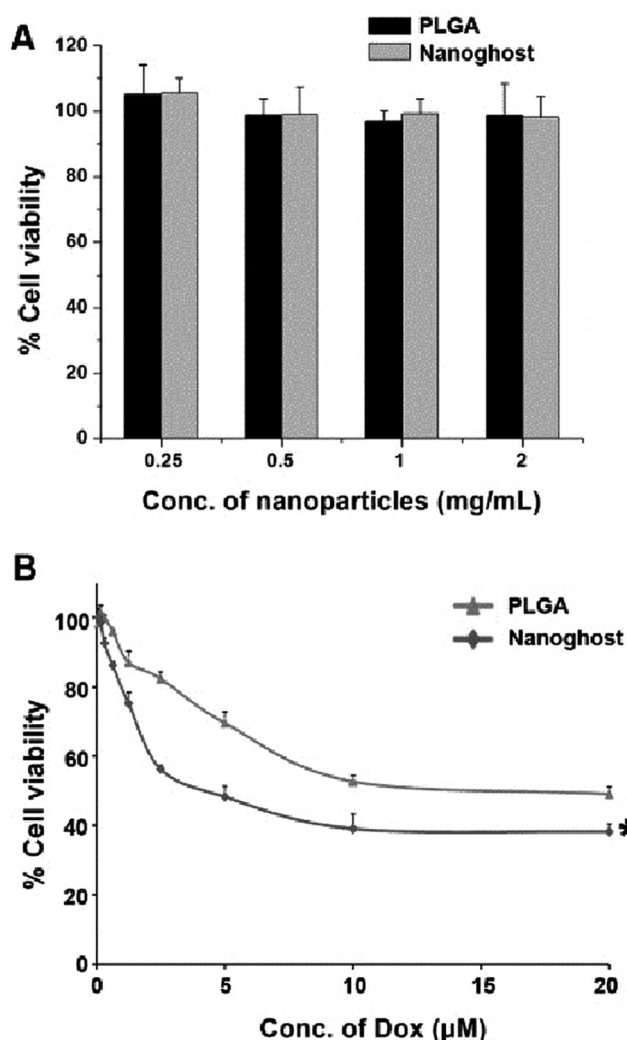 A
PLGA
Nanoghost
120
100
80
60
40
20
0
% Cell viability
0.25 0.5 1 2
Conc. of nanoparticles (mg/mL)
B
PLGA
Nanoghost
100
80
60
40
20
0
% Cell viability
*
0 5 10 15 20
Conc. of Dox (µM)